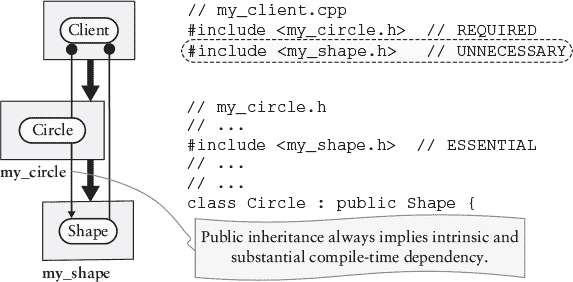 Client
Circle
my_circle
Shape
my_shape
// my_client.cpp
#include <my_circle.h>  // REQUIRED
#include <my_shape.h>   // UNNECESSARY
// my_circle.h
// ...
#include <my_shape.h>  // ESSENTIAL
// ...
// ...
class Circle : public Shape {
Public inheritance always implies intrinsic and
substantial compile-time dependency.